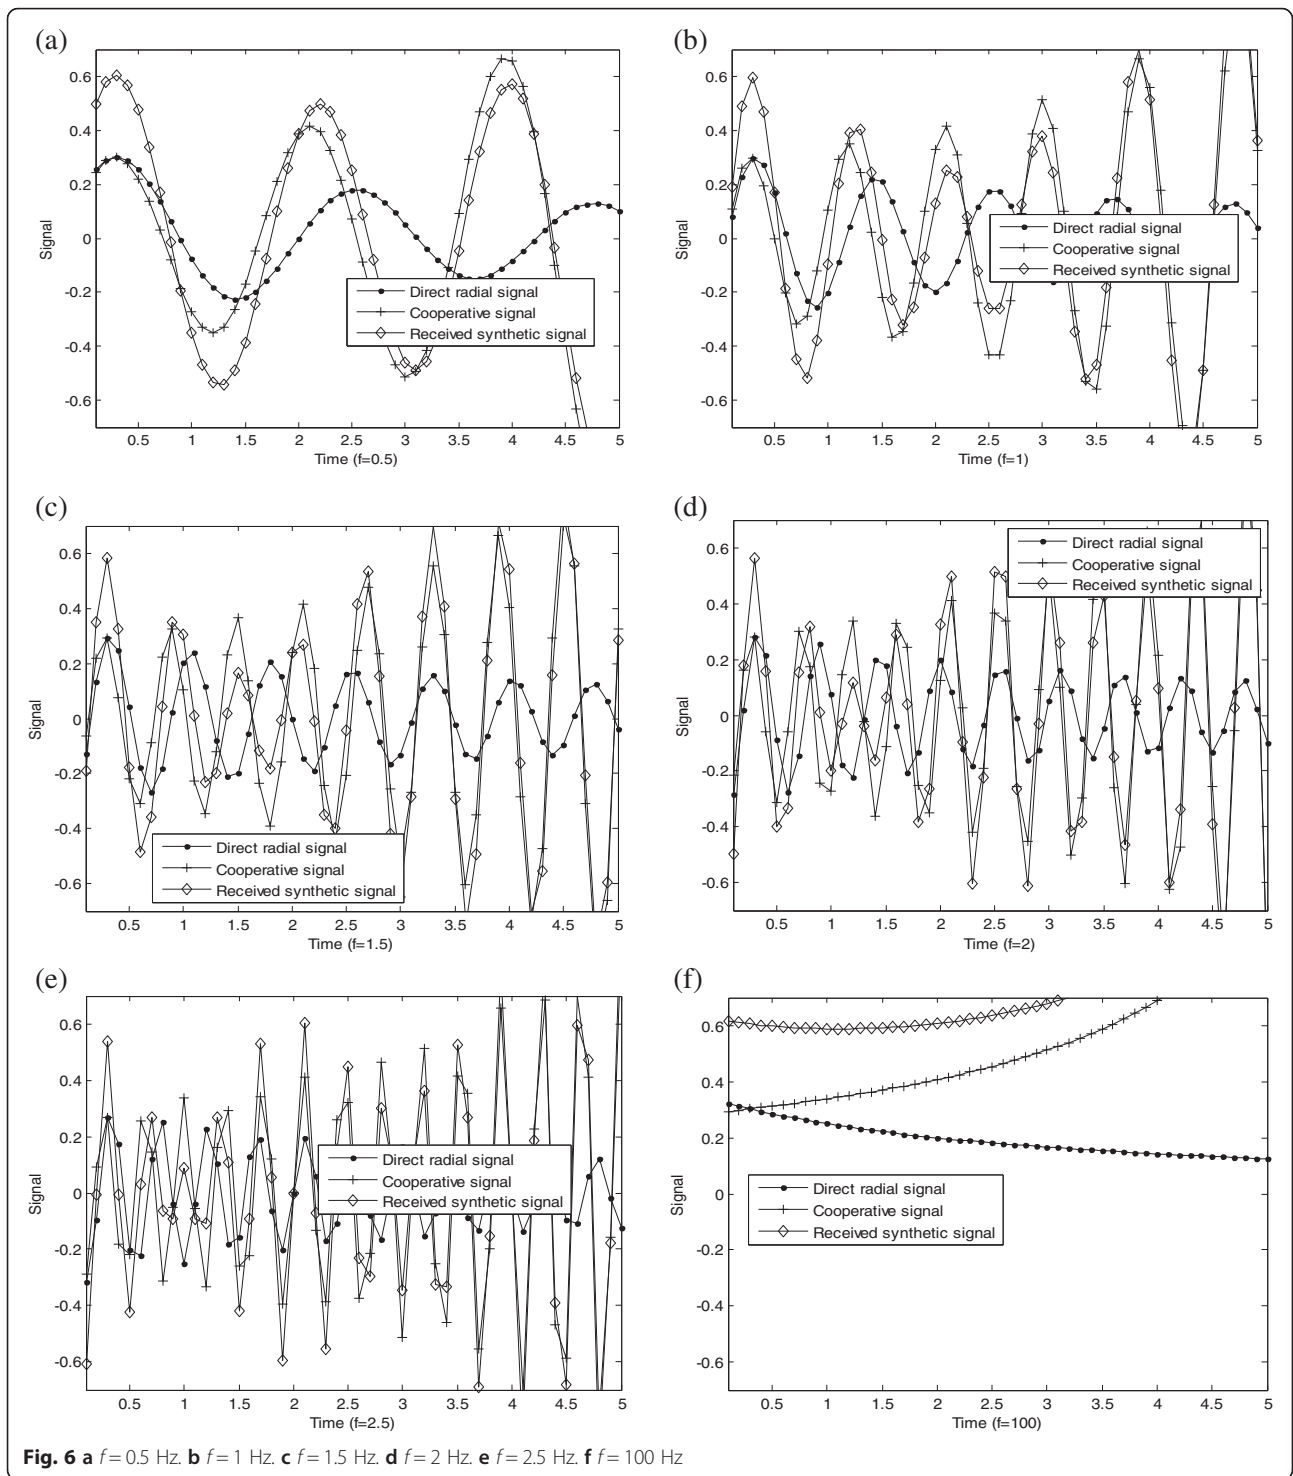 (a)
0.6
0.4
0.2
0
-0.2
-0.4
-0.6
Signal
Direct radial signal
Cooperative signal
Received synthetic signal
0.5 1 1.5 2 2.5 3 3.5 4 4.5 5
Time (f=0.5)
(b)
0.6
0.4
0.2
0
-0.2
-0.4
-0.6
Signal
Direct radial signal
Cooperative signal
Received synthetic signal
0.5 1 1.5 2 2.5 3 3.5 4 4.5 5
Time (f=1)
(c)
0.6
0.4
0.2
0
-0.2
-0.4
-0.6
Signal
Direct radial signal
Cooperative signal
Received synthetic signal
0.5 1 1.5 2 2.5 3 3.5 4 4.5 5
Time (f=1.5)
(d)
0.6
0.4
0.2
0
-0.2
-0.4
-0.6
Signal
Direct radial signal
Cooperative signal
Received synthetic signal
0.5 1 1.5 2 2.5 3 3.5 4 4.5 5
Time (f=2)
(e)
0.6
0.4
0.2
0
-0.2
-0.4
-0.6
Signal
Direct radial signal
Cooperative signal
Received synthetic signal
0.5 1 1.5 2 2.5 3 3.5 4 4.5 5
Time (f=2.5)
(f)
0.6
0.4
0.2
0
-0.2
-0.4
-0.6
Signal
Direct radial signal
Cooperative signal
Received synthetic signal
0.5 1 1.5 2 2.5 3 3.5 4 4.5 5
Time (f=100)
Fig. 6 a f = 0.5 Hz. b f = 1 Hz. c f = 1.5 Hz. d f = 2 Hz. e f = 2.5 Hz. f f = 100 Hz